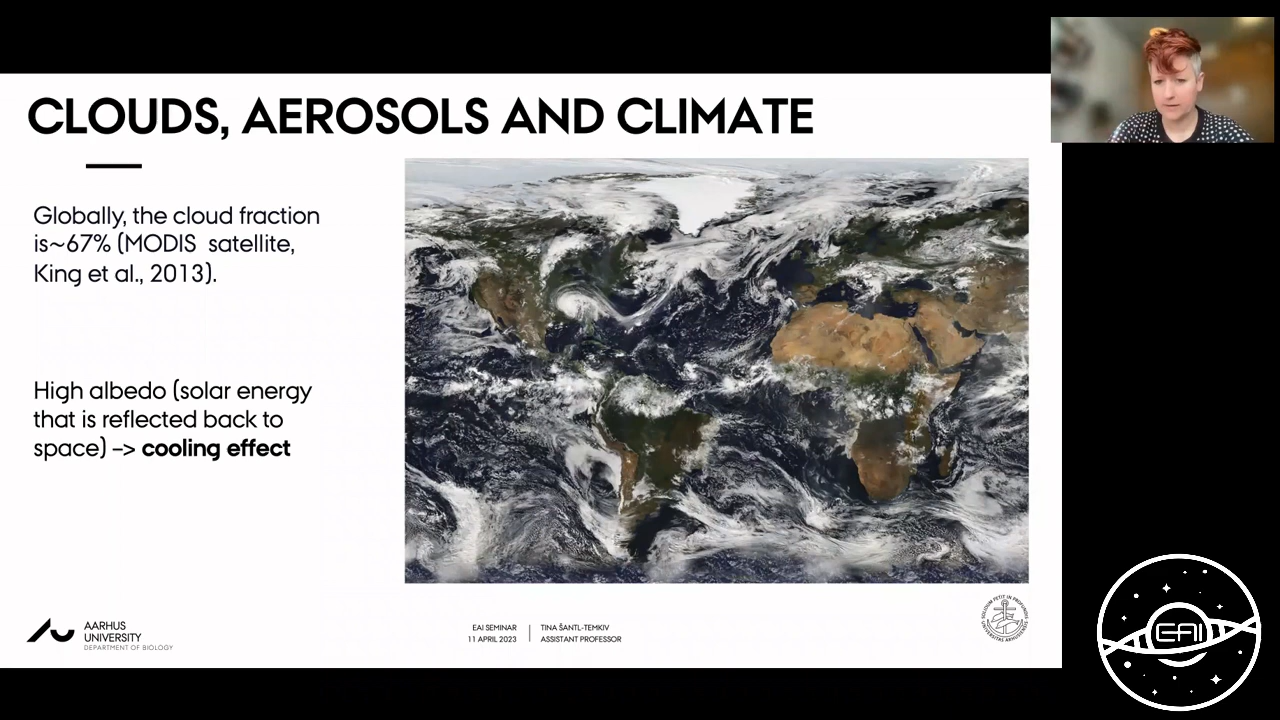 CLOUDS, AEROSOLS AND CLIMATE
Globally, the cloud fraction
is~67% (MODIS satellite,
King et al., 2013).
High albedo (solar energy
that is reflected back to
space) –> cooling effect
AARHUS
UNIVERSITY
DEPARTMENT OF BIOLOGY
EAI SEMINAR
11 APRIL 2023
TINA ŠANTL-TEMKIV
ASSISTANT PROFESSOR
EAI